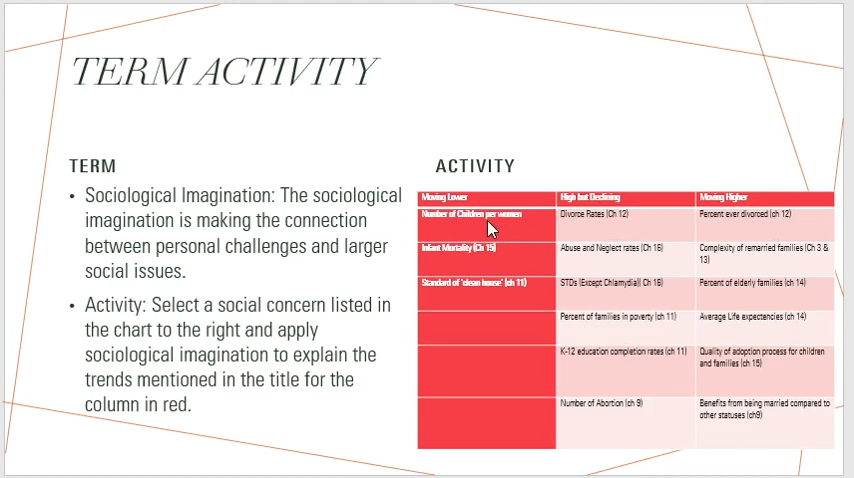 TERM ACTIVITY
TERM
• Sociological Imagination: The sociological
imagination is making the connection
between personal challenges and larger
social issues.
• Activity: Select a social concern listed in
the chart to the right and apply
sociological imagination to explain the
trends mentioned in the title for the
column in red.
ACTIVITY
Moving Lower High but Declining Moving Higher
Number of Children per women Divorce Rates (Ch 12) Percent ever divorced (ch 12)
Infant Mortality (Ch 15) Abuse and Neglect rates (Ch 16) Complexity of remarried families (Ch 3 &
13)
Standard of 'clean house' (ch 11) STDs (Except Chlamydia)( Ch 16) Percent of elderly families (ch 14)
Percent of families in poverty (ch 11) Average Life expectencies (ch 14)
K-12 education completion rates (ch 11) Quality of adoption process for children
and families (ch 15)
Number of Abortion (ch 9) Benefits from being married compared to
other statuses (ch9)